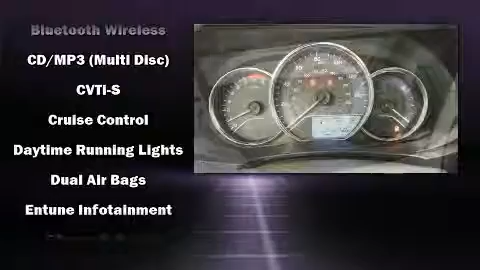 Bluetooth Wireless
CD/MP3 (Multi Disc)
CVTi-S
Cruise Control
Daytime Running Lights
Dual Air Bags
Entune Infotainment